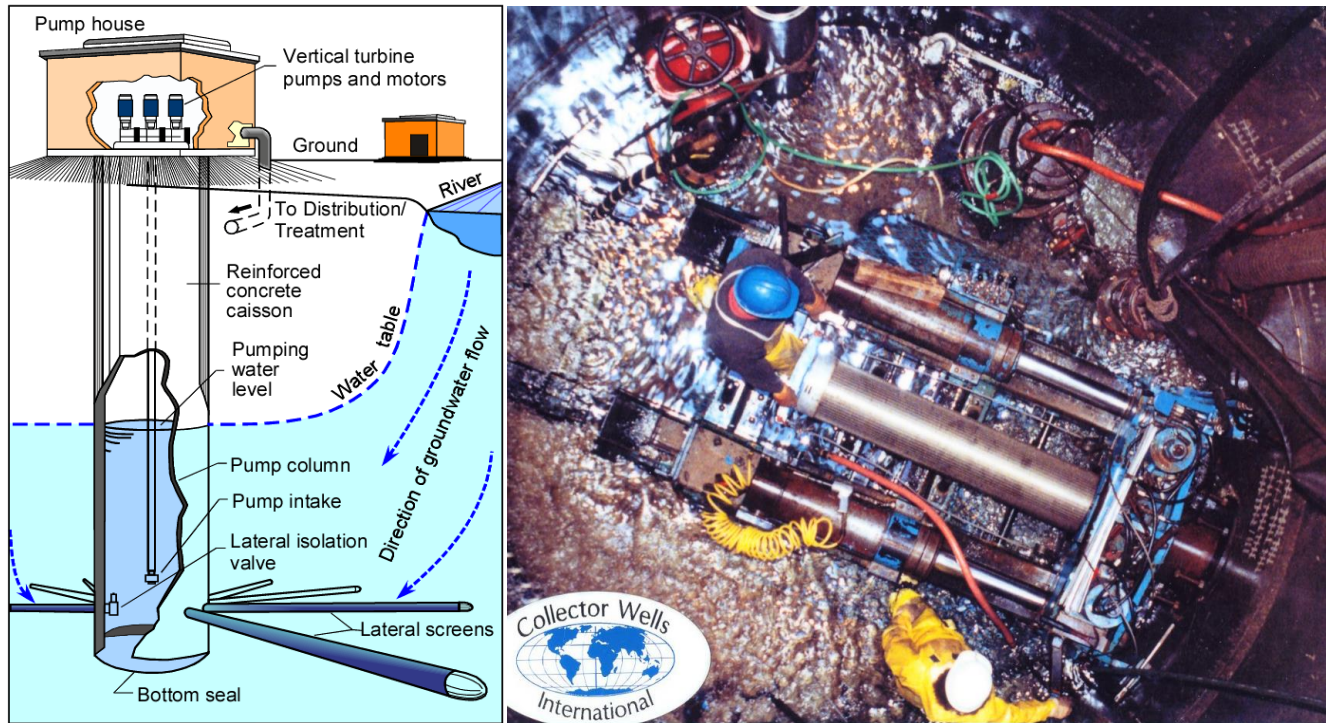 Pump house
Vertical turbine
pumps and motors
Ground
River
To Distribution/
Treatment
Reinforced
concrete
caisson
Water table
Pumping
water
level
Direction of groundwater flow
Pump column
Pump intake
Lateral isolation
valve
Lateral screens
Bottom seal
Collector Wells
International